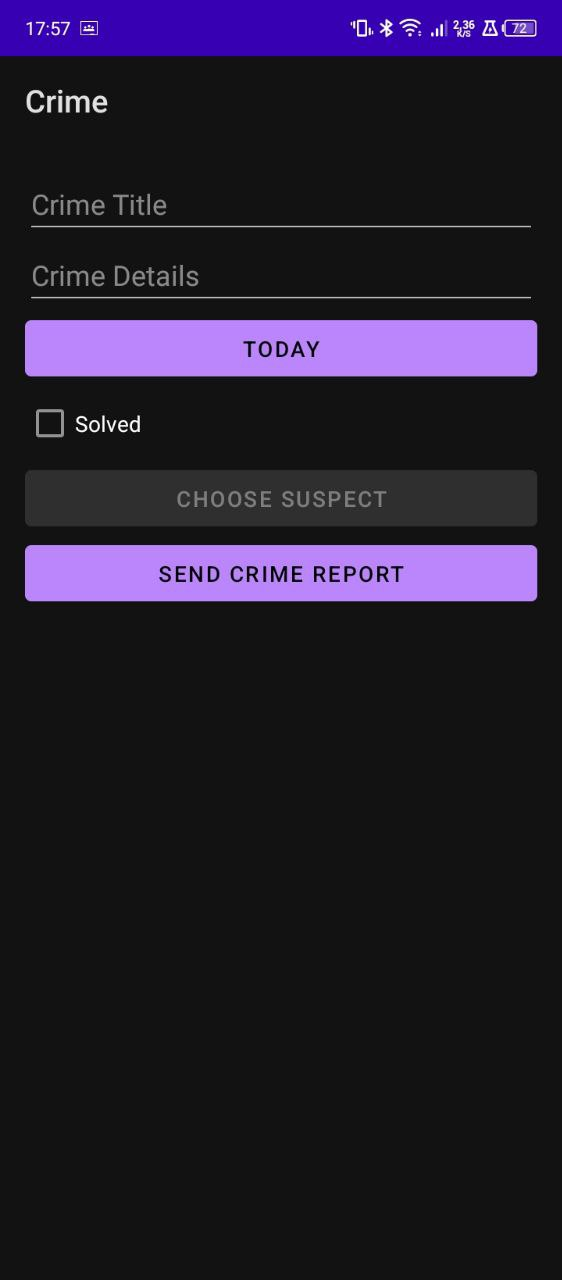 17:57
2,36
K/S
72
Crime
Crime Title
Crime Details
TODAY
Solved
CHOOSE SUSPECT
SEND CRIME REPORT